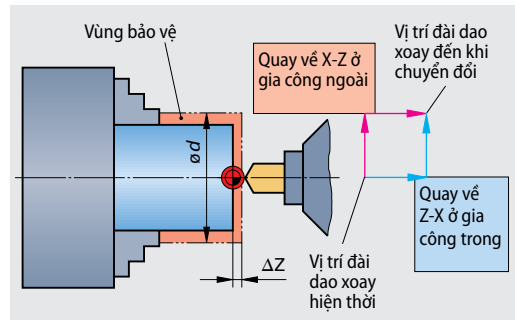 Vùng bảo vệ
Quay về X-Z ở
gia công ngoài
Vị trí đài dao
xoay đến khi
chuyển đổi
ød
ΔZ
Vị trí đài
dao xoay
hiện thời
Quay về
Z-X ở gia
công trong